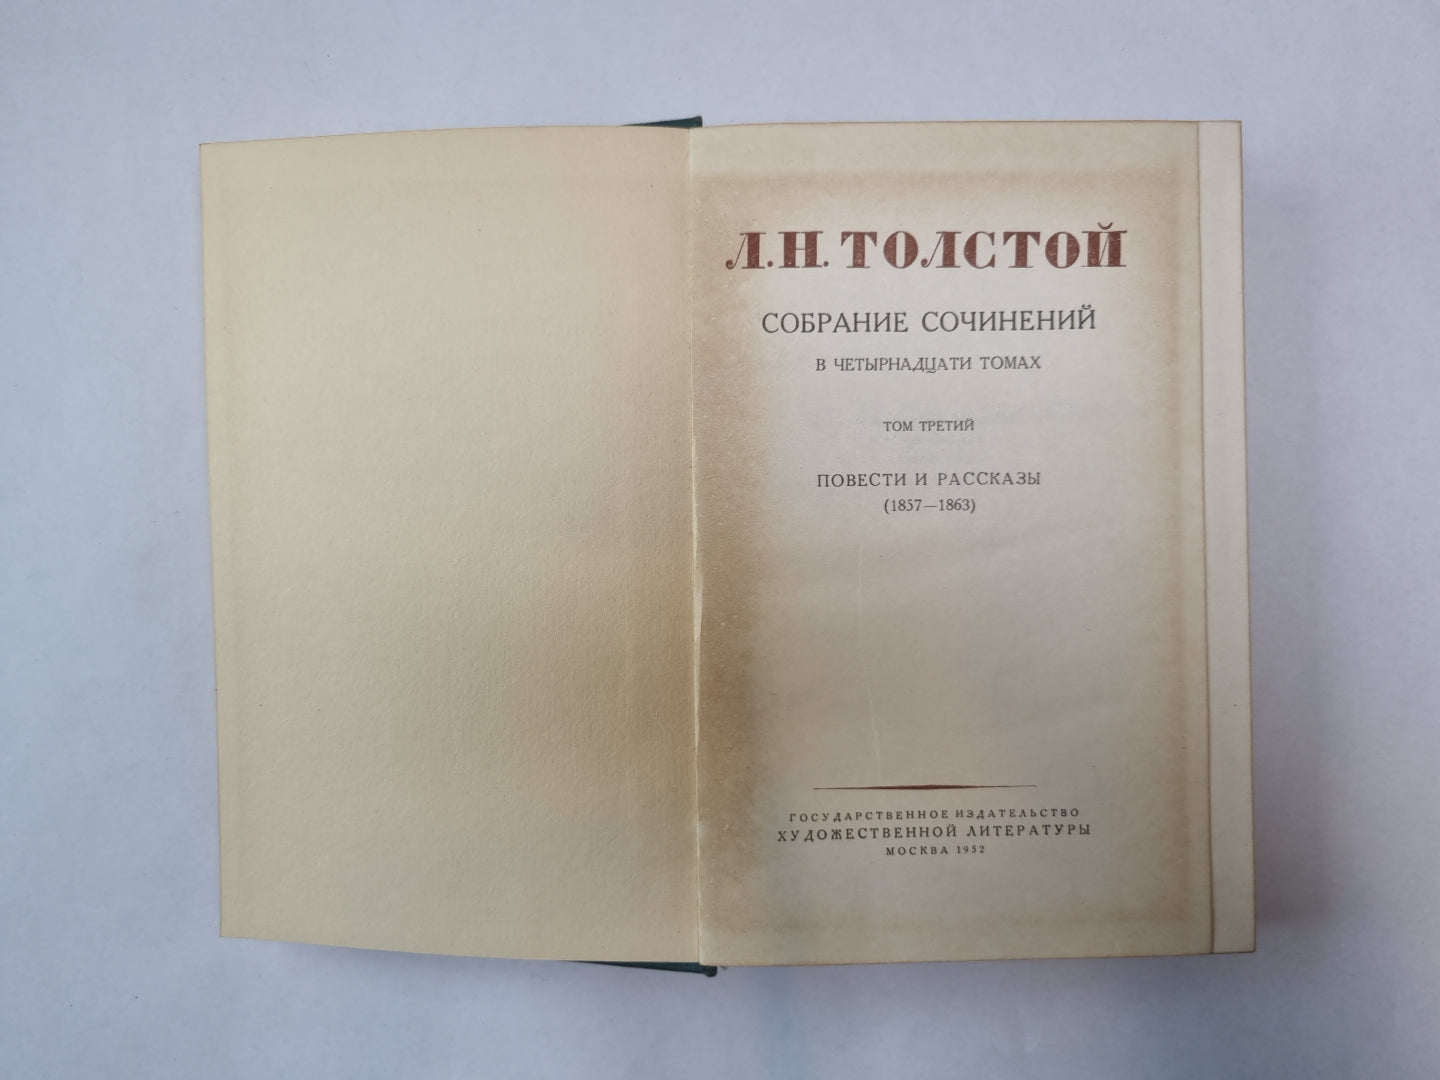 Л.Н.ТОЛСТОЙ
СОБРАНИЕ СОЧИНЕНИЙ
В ЧЕТЫРНАДЦАТИ ТОМАХ
ТОМ ТРЕТИЙ
ПОВЕСТИ И РАССКАЗЫ
(1857—1863)
ГОСУДАРСТВЕННОЕ ИЗДАТЕЛЬСТВО
ХУДОЖЕСТВЕННОЙ ЛИТЕРАТУРЫ
МОСКВА 1952